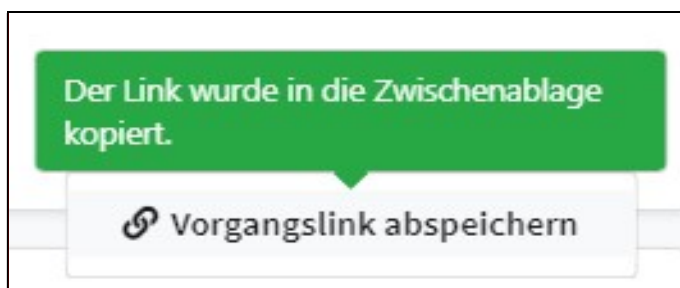 Der Link wurde in die Zwischenablage
kopiert.
Vorgangslink abspeichern